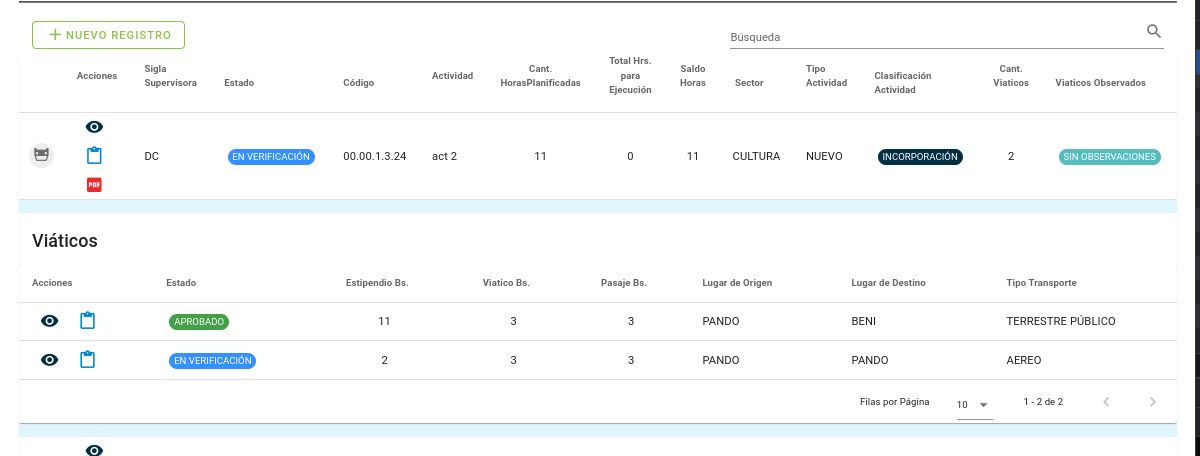 NUEVO REGISTRO
Búsqueda
Acciones Sigla Supervisora Estado Código Actividad Cant. HorasPlanificadas Total Hrs. para Ejecución Saldo Horas Sector Tipo Actividad Clasificación Actividad Cant. Viaticos Viaticos Observados
DC EN VERIFICACIÓN 00.00.1.3.24 act 2 11 0 11 CULTURA NUEVO INCORPORACIÓN 2 SIN OBSERVACIONES
PDF
Viáticos
Acciones Estado Estipendio Bs. Viatico Bs. Pasaje Bs. Lugar de Origen Lugar de Destino Tipo Transporte
APROBADO 11 3 3 PANDO BENI TERRESTRE PÚBLICO
EN VERIFICACIÓN 2 3 3 PANDO PANDO AEREO
Filas por Página 10 1 - 2 de 2